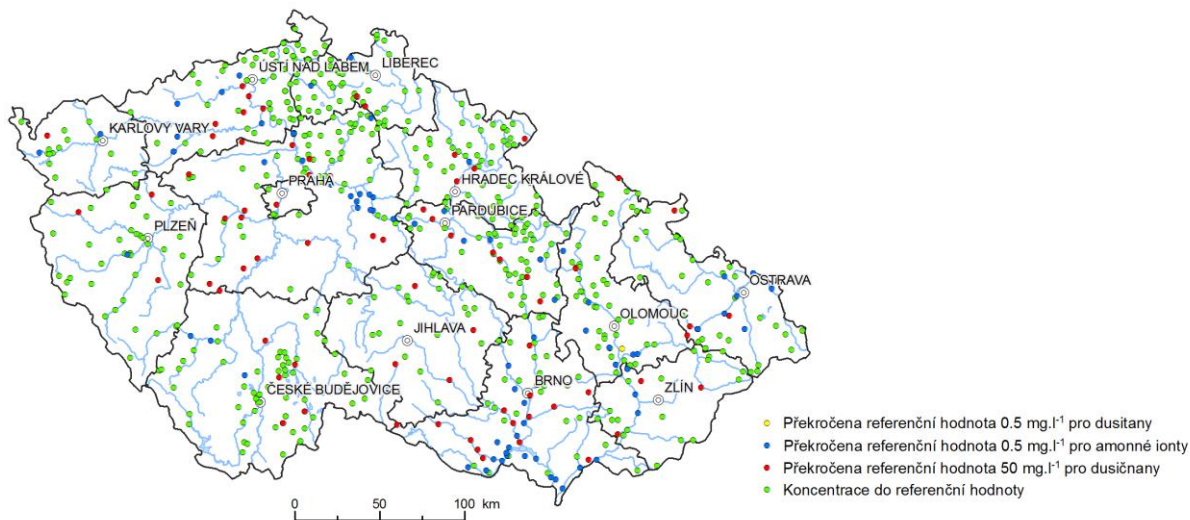 ÚSTÍ NAD LABEM
LIBEREC
KARLOVY VARY
PRAHA
HRADEC KRÁLOVÉ
PARDUBICE
PLZEŇ
OSTRAVA
OLOMOUC
JIHLAVA
ČESKÉ BUDĚJOVICE
BRNO
ZLÍN
Překročena referenční hodnota 0.5 mg.l⁻¹ pro dusitany
Překročena referenční hodnota 0.5 mg.l⁻¹ pro amonné ionty
Překročena referenční hodnota 50 mg.l⁻¹ pro dusičnany
Koncentrace do referenční hodnoty
0 50 100 km